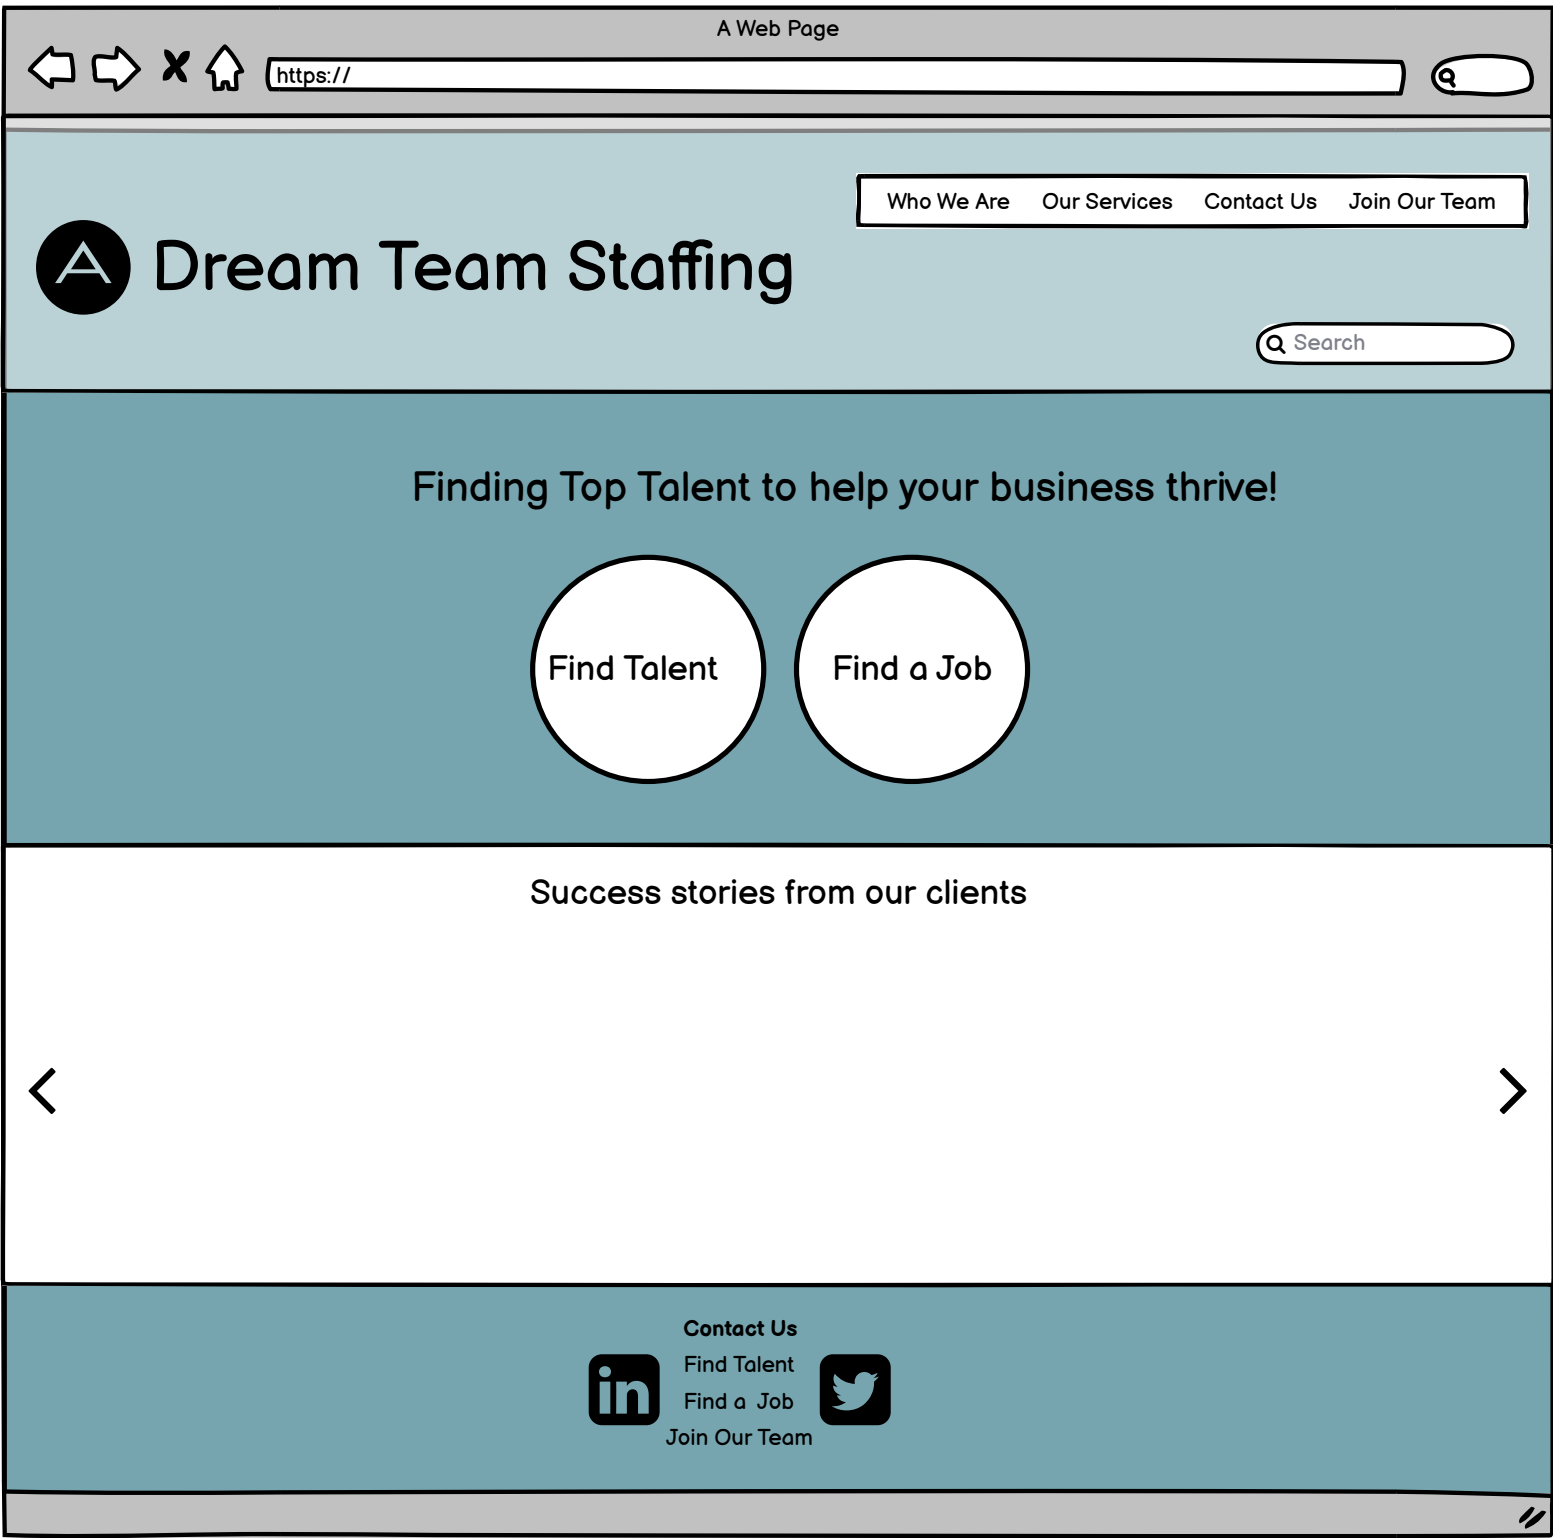 A Web Page
https://
Who We Are Our Services Contact Us Join Our Team
A Dream Team Staffing
Search
Finding Top Talent to help your business thrive!
Find Talent Find a Job
Success stories from our clients
Contact Us
Find Talent
in
Find a Job
Join Our Team